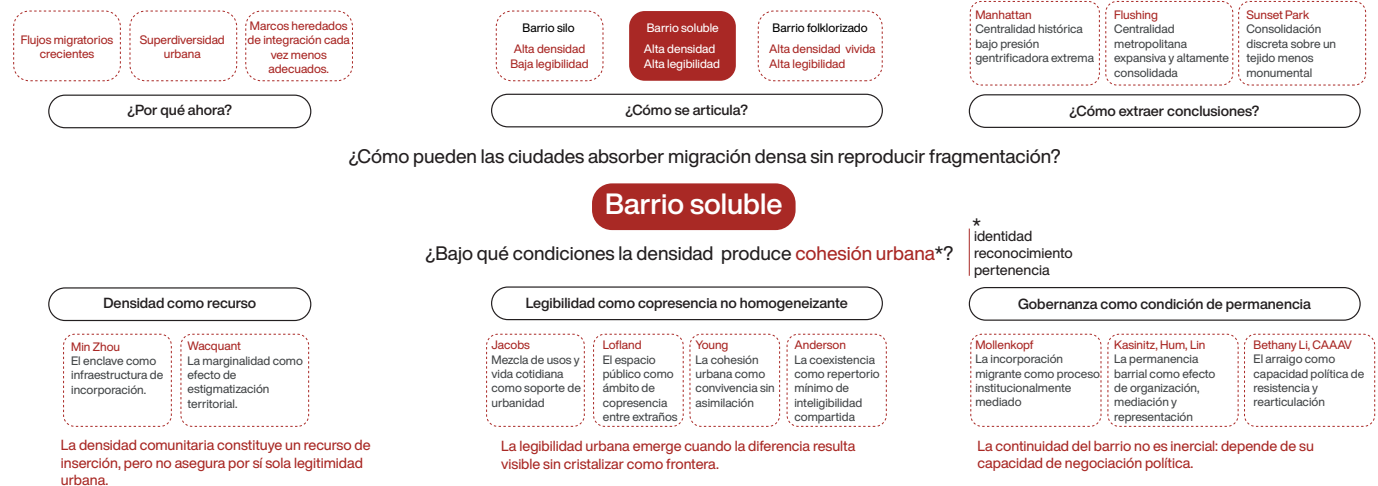 Flujos migratorios
crecientes
Superdiversidad
urbana
Marcos heredados
de integración cada
vez menos
adecuados.
¿Por qué ahora?
Barrio silo
Alta densidad
Baja legibilidad
Barrio soluble
Alta densidad
Alta legibilidad
Barrio folklorizado
Alta densidad vivida
Alta legibilidad
¿Cómo se articula?
Manhattan
Centralidad histórica
bajo presión
gentrificadora extrema
Flushing
Centralidad
metropolitana
expansiva y altamente
consolidada
Sunset Park
Consolidación
discreta sobre un
tejido menos
monumental
¿Cómo extraer conclusiones?
¿Cómo pueden las ciudades absorber migración densa sin reproducir fragmentación?
Barrio soluble
¿Bajo qué condiciones la densidad produce cohesión urbana*?
*
identidad
reconocimiento
pertenencia
Densidad como recurso
Min Zhou
El enclave como
infraestructura de
incorporación.
Wacquant
La marginalidad como
efecto de
estigmatización
territorial.
La densidad comunitaria constituye un recurso de
inserción, pero no asegura por sí sola legitimidad
urbana.
Legibilidad como copresencia no homogeneizante
Jacobs
Mezcla de usos y
vida cotidiana
como soporte de
urbanidad
Lofland
El espacio
público como
ámbito de
copresencia
entre extraños
Young
La cohesión
urbana como
convivencia sin
asimilación
Anderson
La coexistencia
como repertorio
mínimo de
inteligibilidad
compartida
La legibilidad urbana emerge cuando la diferencia resulta
visible sin cristalizar como frontera.
Gobernanza como condición de permanencia
Mollenkopf
La incorporación
migrante como proceso
institucionalmente
mediado
Kasinitz, Hum, Lin
La permanencia
barrial como efecto
de organización,
mediación y
representación
Bethany Li, CAAAV
El arraigo como
capacidad política de
resistencia y
rearticulación
La continuidad del barrio no es inercial: depende de su
capacidad de negociación política.